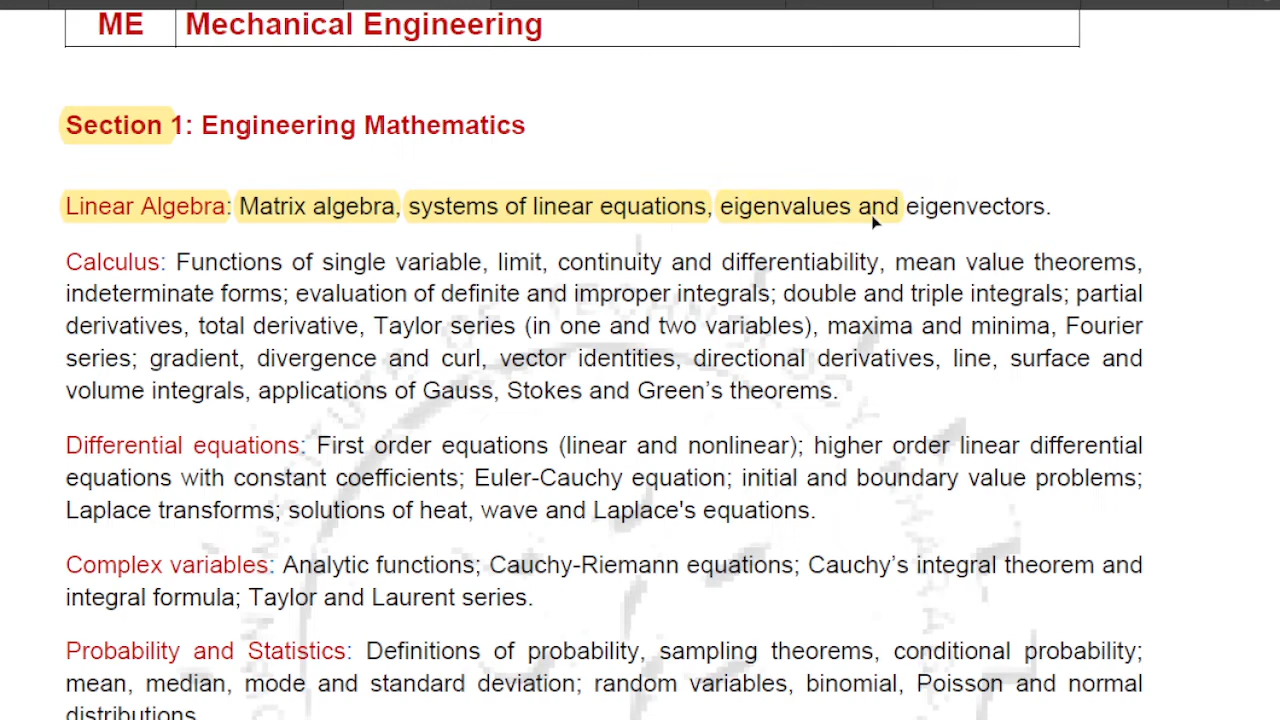 ME Mechanical Engineering
Section 1: Engineering Mathematics
Linear Algebra: Matrix algebra, systems of linear equations, eigenvalues and eigenvectors.
Calculus: Functions of single variable, limit, continuity and differentiability, mean value theorems,
indeterminate forms; evaluation of definite and improper integrals; double and triple integrals; partial
derivatives, total derivative, Taylor series (in one and two variables), maxima and minima, Fourier
series; gradient, divergence and curl, vector identities, directional derivatives, line, surface and
volume integrals, applications of Gauss, Stokes and Green’s theorems.
Differential equations: First order equations (linear and nonlinear); higher order linear differential
equations with constant coefficients; Euler-Cauchy equation; initial and boundary value problems;
Laplace transforms; solutions of heat, wave and Laplace's equations.
Complex variables: Analytic functions; Cauchy-Riemann equations; Cauchy’s integral theorem and
integral formula; Taylor and Laurent series.
Probability and Statistics: Definitions of probability, sampling theorems, conditional probability;
mean, median, mode and standard deviation; random variables, binomial, Poisson and normal
distributions.